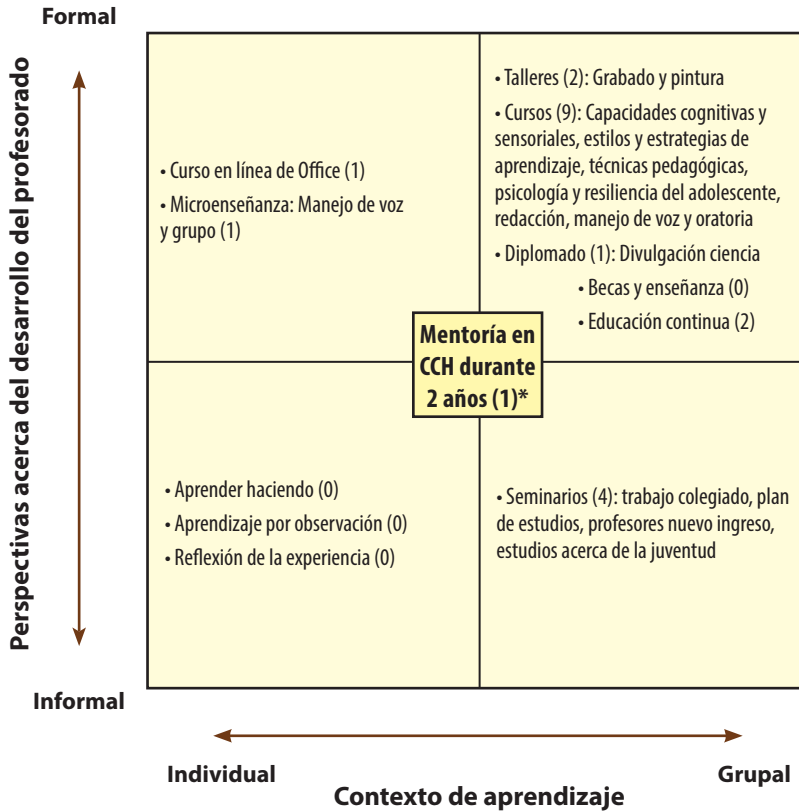 Formal
Perspectivas acerca del desarrollo del profesorado
• Curso en línea de Office (1)
• Microenseñanza: Manejo de voz
y grupo (1)
• Talleres (2): Grabado y pintura
• Cursos (9): Capacidades cognitivas y
sensoriales, estilos y estrategias de
aprendizaje, técnicas pedagógicas,
psicología y resiliencia del adolescente,
redacción, manejo de voz y oratoria
• Diplomado (1): Divulgación ciencia
• Becas y enseñanza (0)
• Educación continua (2)
Mentoría en
CCH durante
2 años (1)*
• Aprender haciendo (0)
• Aprendizaje por observación (0)
• Reflexión de la experiencia (0)
• Seminarios (4): trabajo colegiado, plan
de estudios, profesores nuevo ingreso,
estudios acerca de la juventud
Informal
Individual
Grupal
Contexto de aprendizaje